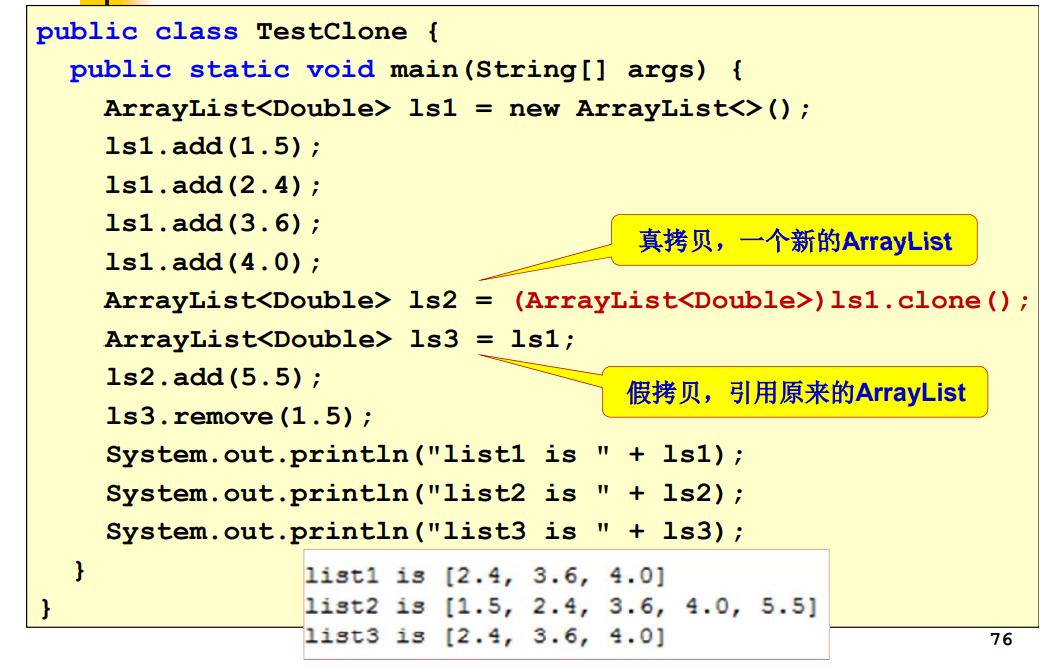 public class TestClone {
public static void main(String[] args) {
ArrayList<Double> ls1 = new ArrayList<>();
ls1.add(1.5);
ls1.add(2.4);
ls1.add(3.6);
真拷贝，一个新的ArrayList
ls1.add(4.0);
ArrayList<Double> ls2 = (ArrayList<Double>)ls1.clone();
ArrayList<Double> ls3 = ls1;
ls2.add(5.5);
假拷贝，引用原来的ArrayList
ls3.remove(1.5);
System.out.println("list1 is " + ls1);
System.out.println("list2 is " + ls2);
System.out.println("list3 is " + ls3);
}
}
list1 is [2.4, 3.6, 4.0]
list2 is [1.5, 2.4, 3.6, 4.0, 5.5]
list3 is [2.4, 3.6, 4.0]
76